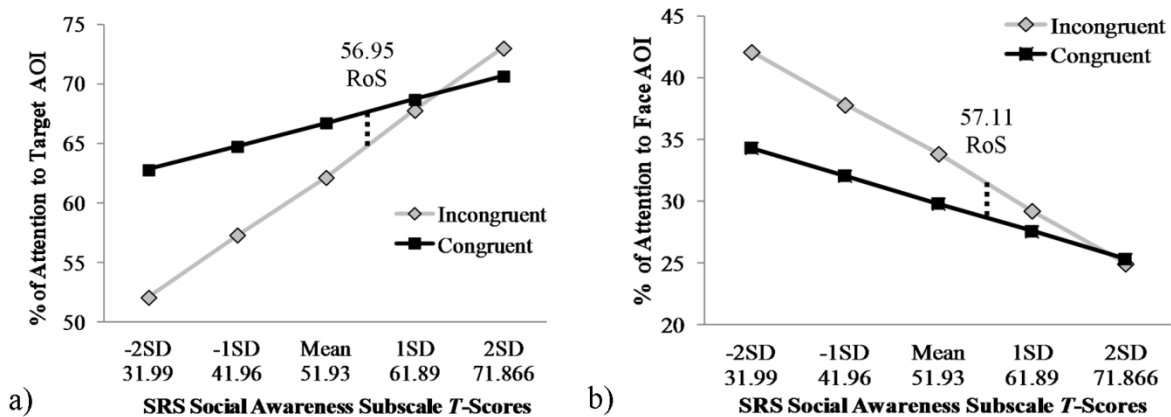 75
70
65
60
55
50
% of Attention to Target AOI
56.95
RoS
Incongruent
Congruent
-2SD -1SD Mean 1SD 2SD
31.99 41.96 51.93 61.89 71.866
SRS Social Awareness Subscale T-Scores
a)
45
40
35
30
25
20
% of Attention to Face AOI
Incongruent
Congruent
57.11
RoS
-2SD -1SD Mean 1SD 2SD
31.99 41.96 51.93 61.89 71.866
SRS Social Awareness Subscale T-Scores
b)